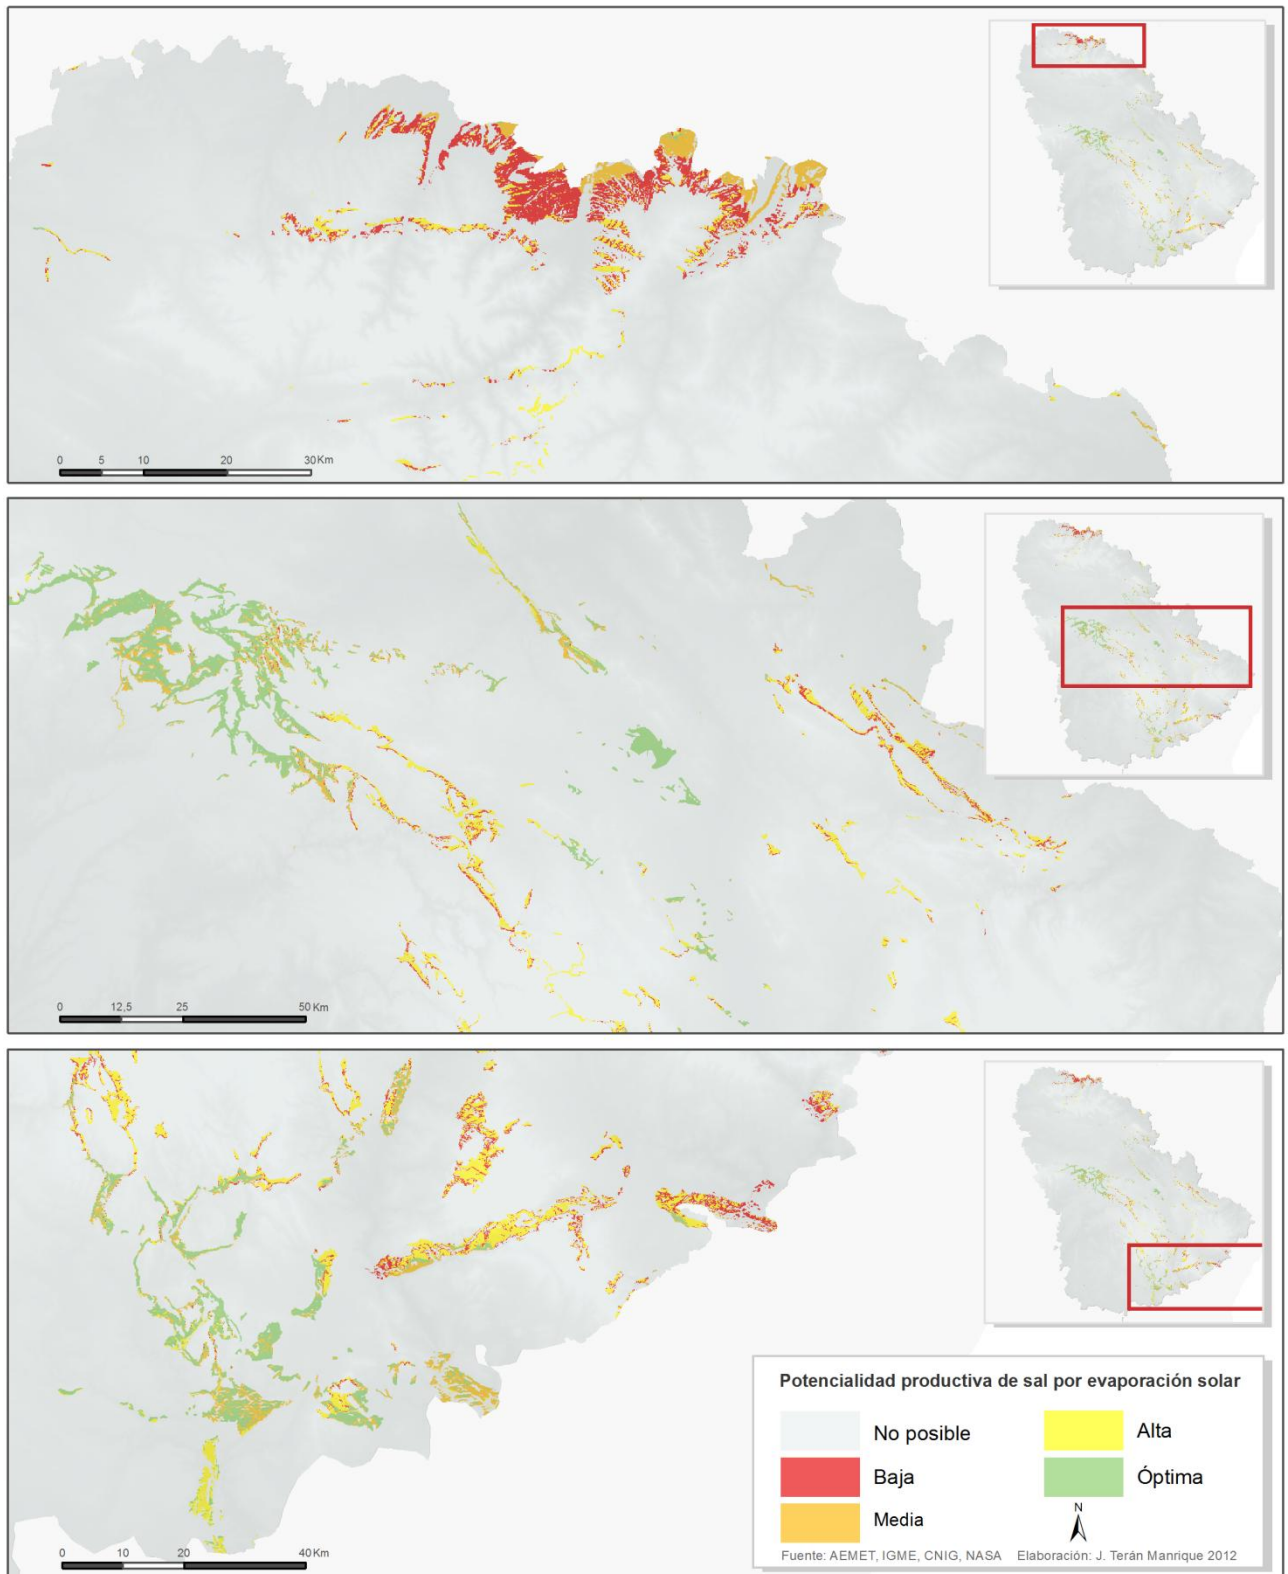 0 5 10 20 30 Km
0 12,5 25 50 Km
Potencialidad productiva de sal por evaporación solar
No posible
Alta
Baja
Óptima
Media
N
Fuente: AEMET, IGME, CNIG, NASA Elaboración: J. Terán Manrique 2012
0 10 20 40 Km